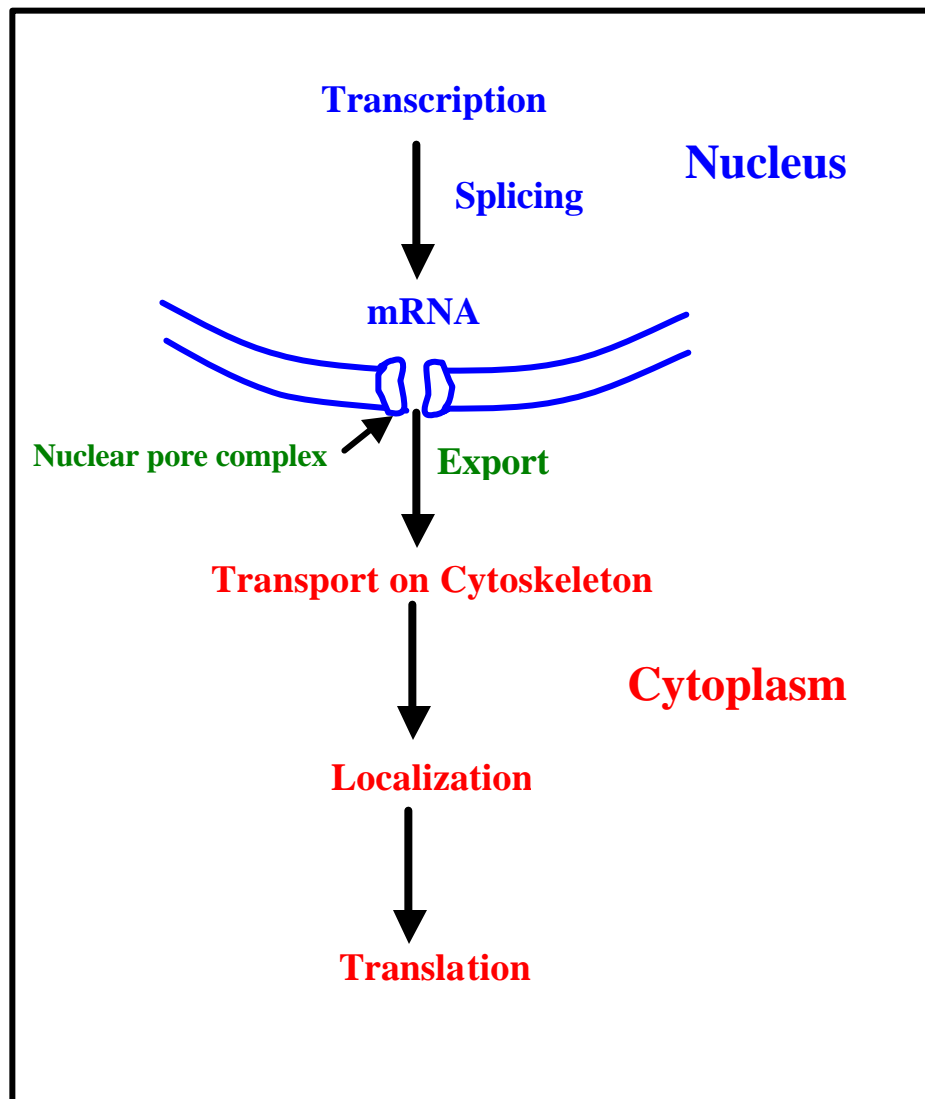 Transcription
Nucleus
Splicing
mRNA
Nuclear pore complex
Export
Transport on Cytoskeleton
Cytoplasm
Localization
Translation